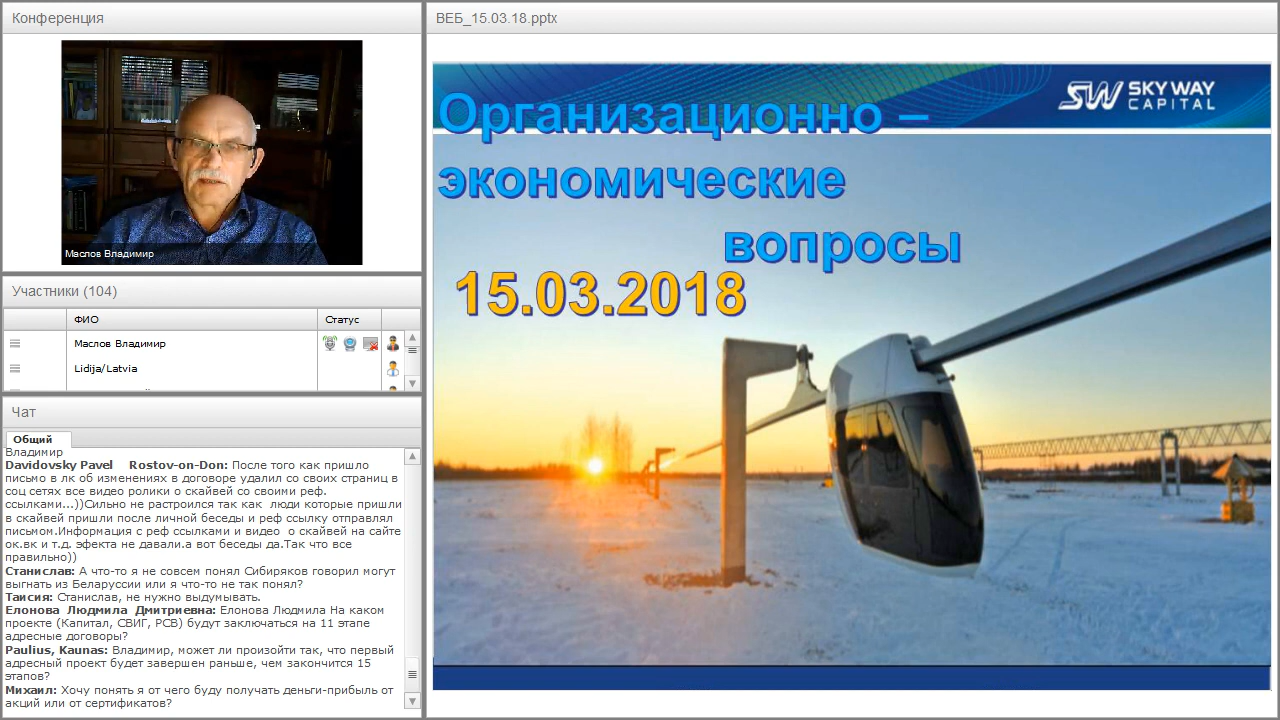 Конференция
Маслов Владимир
Участники (104)
ФИО
Статус
Маслов Владимир
Lidija/Latvia
Чат
Общий
Владимир
Davidovsky Pavel Rostov-on-Don: После того как пришло
письмо в лк об изменениях в договоре удалил со своих страниц в
соц сетях все видео ролики о скайвей со своими реф.
ссылками...))Сильно не растроился так как люди которые пришли
в скайвей пришли после личной беседы и реф ссылку отправлял
письмом.Информация с реф ссылками и видео о скайвей на сайте
ок.вк и т.д. эфекта не давали.а вот беседы да.Так что все
правильно))
Станислав: А что-то я не совсем понял Сибиряков говорил могут
выгнать из Беларуссии или я что-то не так понял?
Таисия: Станислав, не нужно выдумывать.
Елонова Людмила Дмитриевна: Елонова Людмила На каком
проекте (Капитал, СВИГ, РСВ) будут заключаться на 11 этапе
адресные договоры?
Paulius, Kaunas: Владимир, может ли произойти так, что первый
адресный проект будет завершен раньше, чем закончится 15
этапов?
Михаил: Хочу понять я от чего буду получать деньги-прибыль от
акций или от сертификатов?
ВЕБ_15.03.18.pptx
SW SKY WAY
CAPITAL
Организационно –
экономические
вопросы
15.03.2018